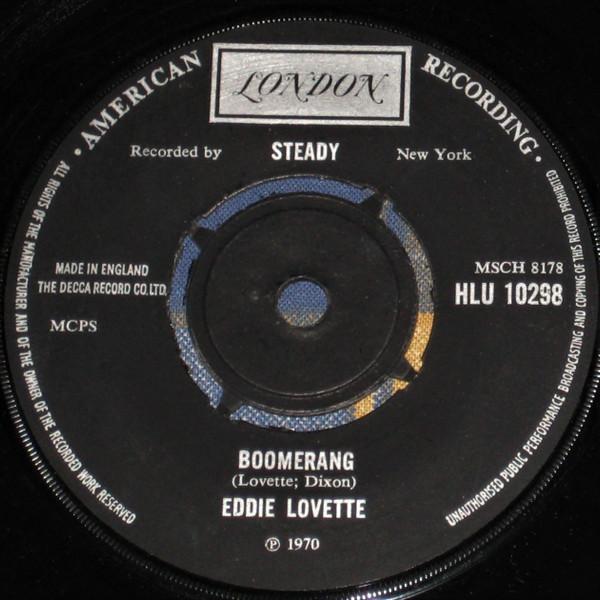 LONDON
· AMERICAN RECORDING ·
Recorded by STEADY New York
MADE IN ENGLAND
THE DECCA RECORD CO. LTD.
MCPS
MSCH 8178
HLU 10298
BOOMERANG
(Lovette; Dixon)
EDDIE LOVETTE
℗ 1970
ALL RIGHTS OF THE MANUFACTURER AND OF THE OWNER OF THE RECORDED WORK RESERVED
UNAUTHORISED PUBLIC PERFORMANCE BROADCASTING AND COPYING OF THIS RECORD PROHIBITED